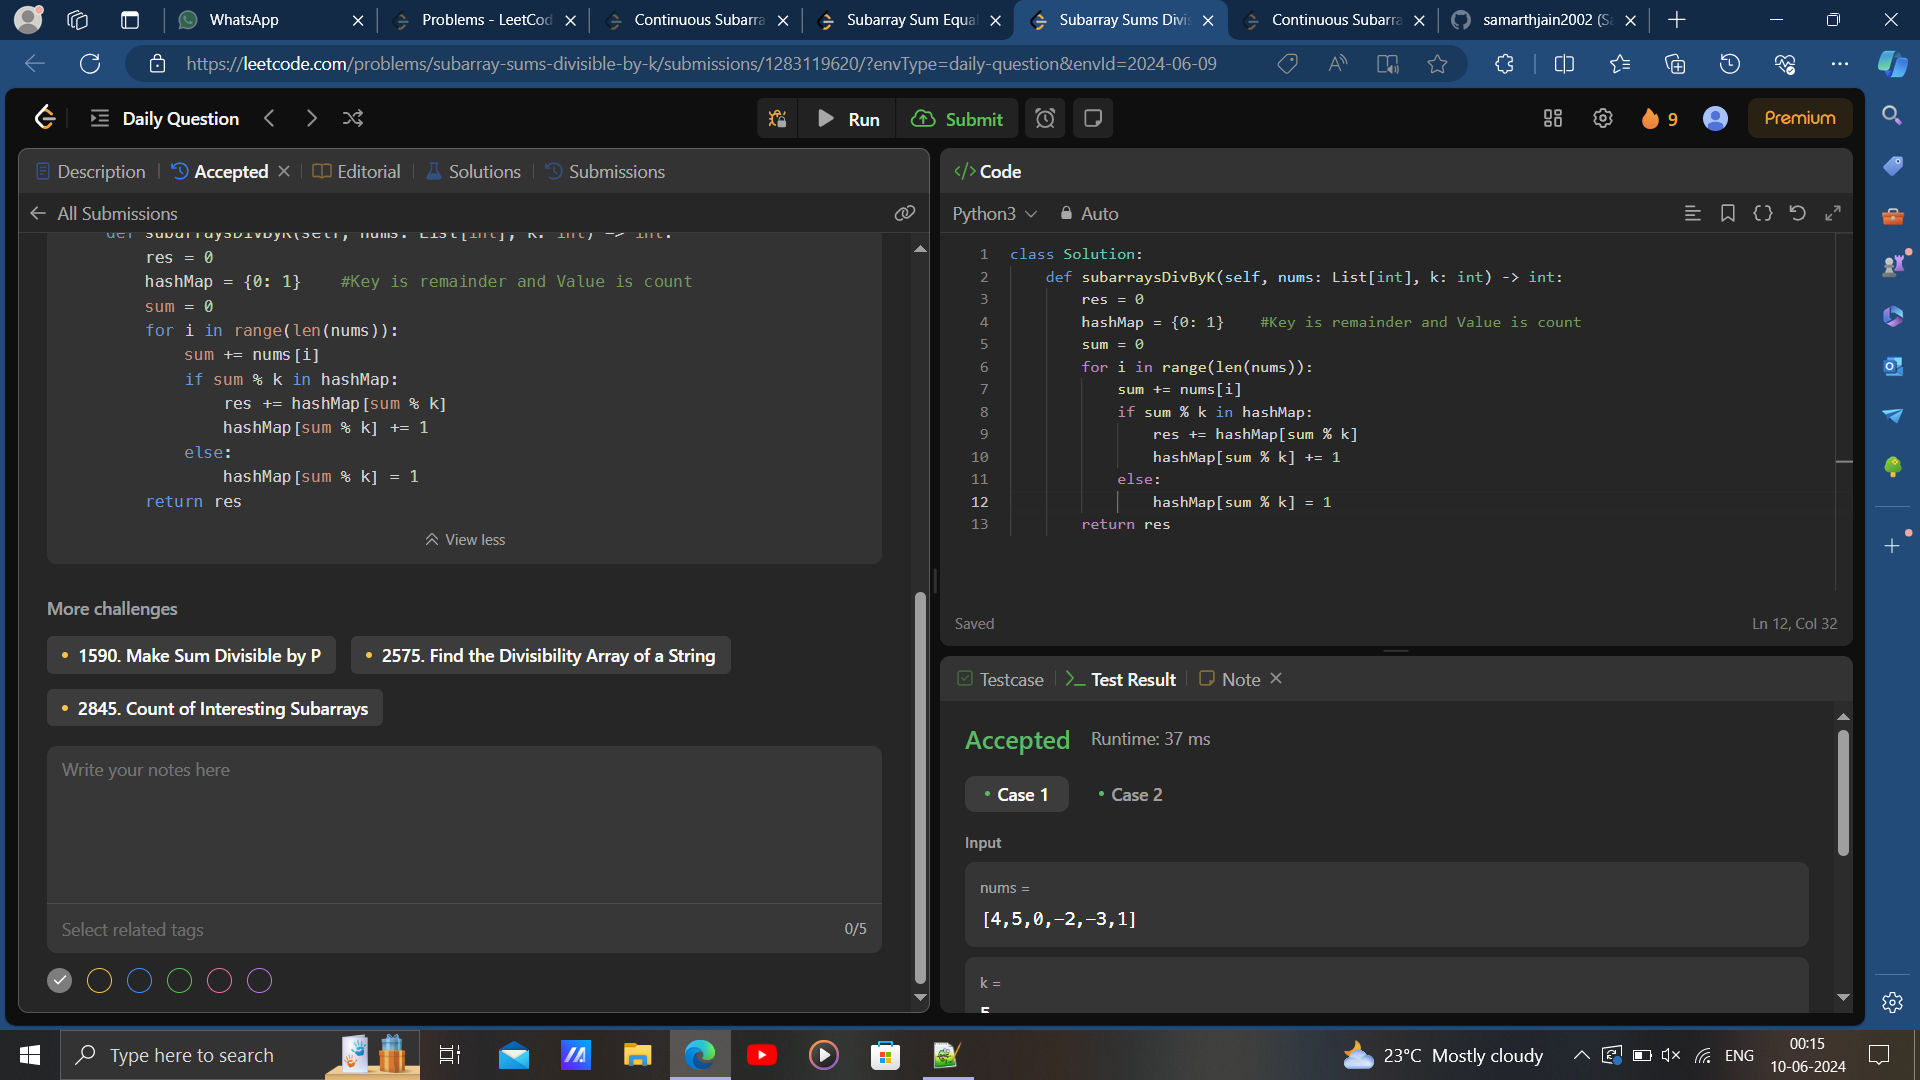 WhatsApp
Problems - LeetCod
Continuous Subarra
Subarray Sum Equal
Subarray Sums Divis
Continuous Subarra
samarthjain2002 (Sa
https://leetcode.com/problems/subarray-sums-divisible-by-k/submissions/1283119620/?envType=daily-question&envId=2024-06-09
Daily Question
Run
Submit
9
Premium
Description
Accepted
Editorial
Solutions
Submissions
All Submissions
def subarraysDivByK(self, nums: List[int], k: int) -> int:
res = 0
hashMap = {0: 1}    #Key is remainder and Value is count
sum = 0
for i in range(len(nums)):
sum += nums[i]
if sum % k in hashMap:
res += hashMap[sum % k]
hashMap[sum % k] += 1
else:
hashMap[sum % k] = 1
return res
View less
More challenges
1590. Make Sum Divisible by P
2575. Find the Divisibility Array of a String
2845. Count of Interesting Subarrays
Write your notes here
Select related tags
0/5
</> Code
Python3
Auto
1 class Solution:
2 def subarraysDivByK(self, nums: List[int], k: int) -> int:
3 res = 0
4 hashMap = {0: 1}    #Key is remainder and Value is count
5 sum = 0
6 for i in range(len(nums)):
7 sum += nums[i]
8 if sum % k in hashMap:
9 res += hashMap[sum % k]
10 hashMap[sum % k] += 1
11 else:
12 hashMap[sum % k] = 1
13 return res
Saved
Ln 12, Col 32
Testcase
Test Result
Note
Accepted
Runtime: 37 ms
Case 1
Case 2
Input
nums =
[4,5,0,-2,-3,1]
k =
5
Type here to search
23°C Mostly cloudy
ENG
00:15
10-06-2024